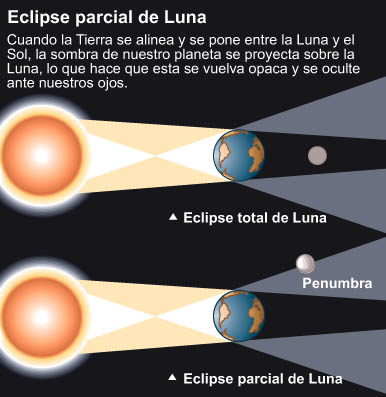 Eclipse parcial de Luna
Cuando la Tierra se alinea y se pone entre la Luna y el
Sol, la sombra de nuestro planeta se proyecta sobre la
Luna, lo que hace que esta se vuelva opaca y se oculte
ante nuestros ojos.
Eclipse total de Luna
Penumbra
Eclipse parcial de Luna